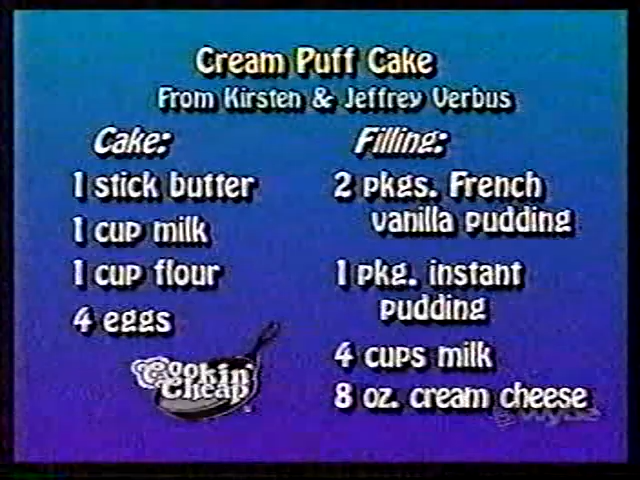 Cream Puff Cake
From Kirsten & Jeffrey Verbus
Cake:
1 stick butter
1 cup milk
1 cup flour
4 eggs
Filling:
2 pkgs. French
vanilla pudding
1 pkg. instant
pudding
4 cups milk
8 oz. cream cheese
Cookin'
Cheap